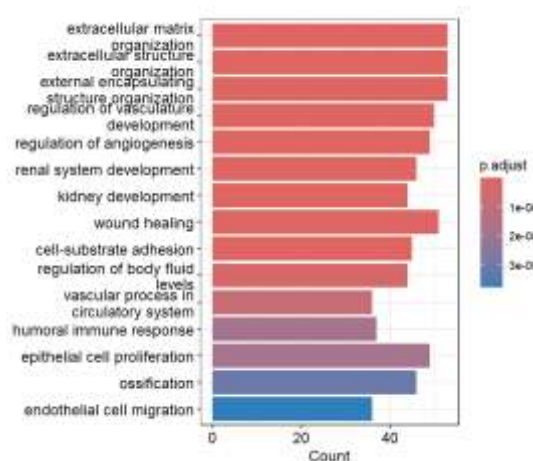 extracellular matrix
organization
extracellular structure
organization
external encapsulating
structure organization
regulation of vasculature
development
regulation of angiogenesis
renal system development
kidney development
wound healing
cell-substrate adhesion
regulation of body fluid
levels
vascular process in
circulatory system
humoral immune response
epithelial cell proliferation
ossification
endothelial cell migration
0
20
40
Count
p.adjust